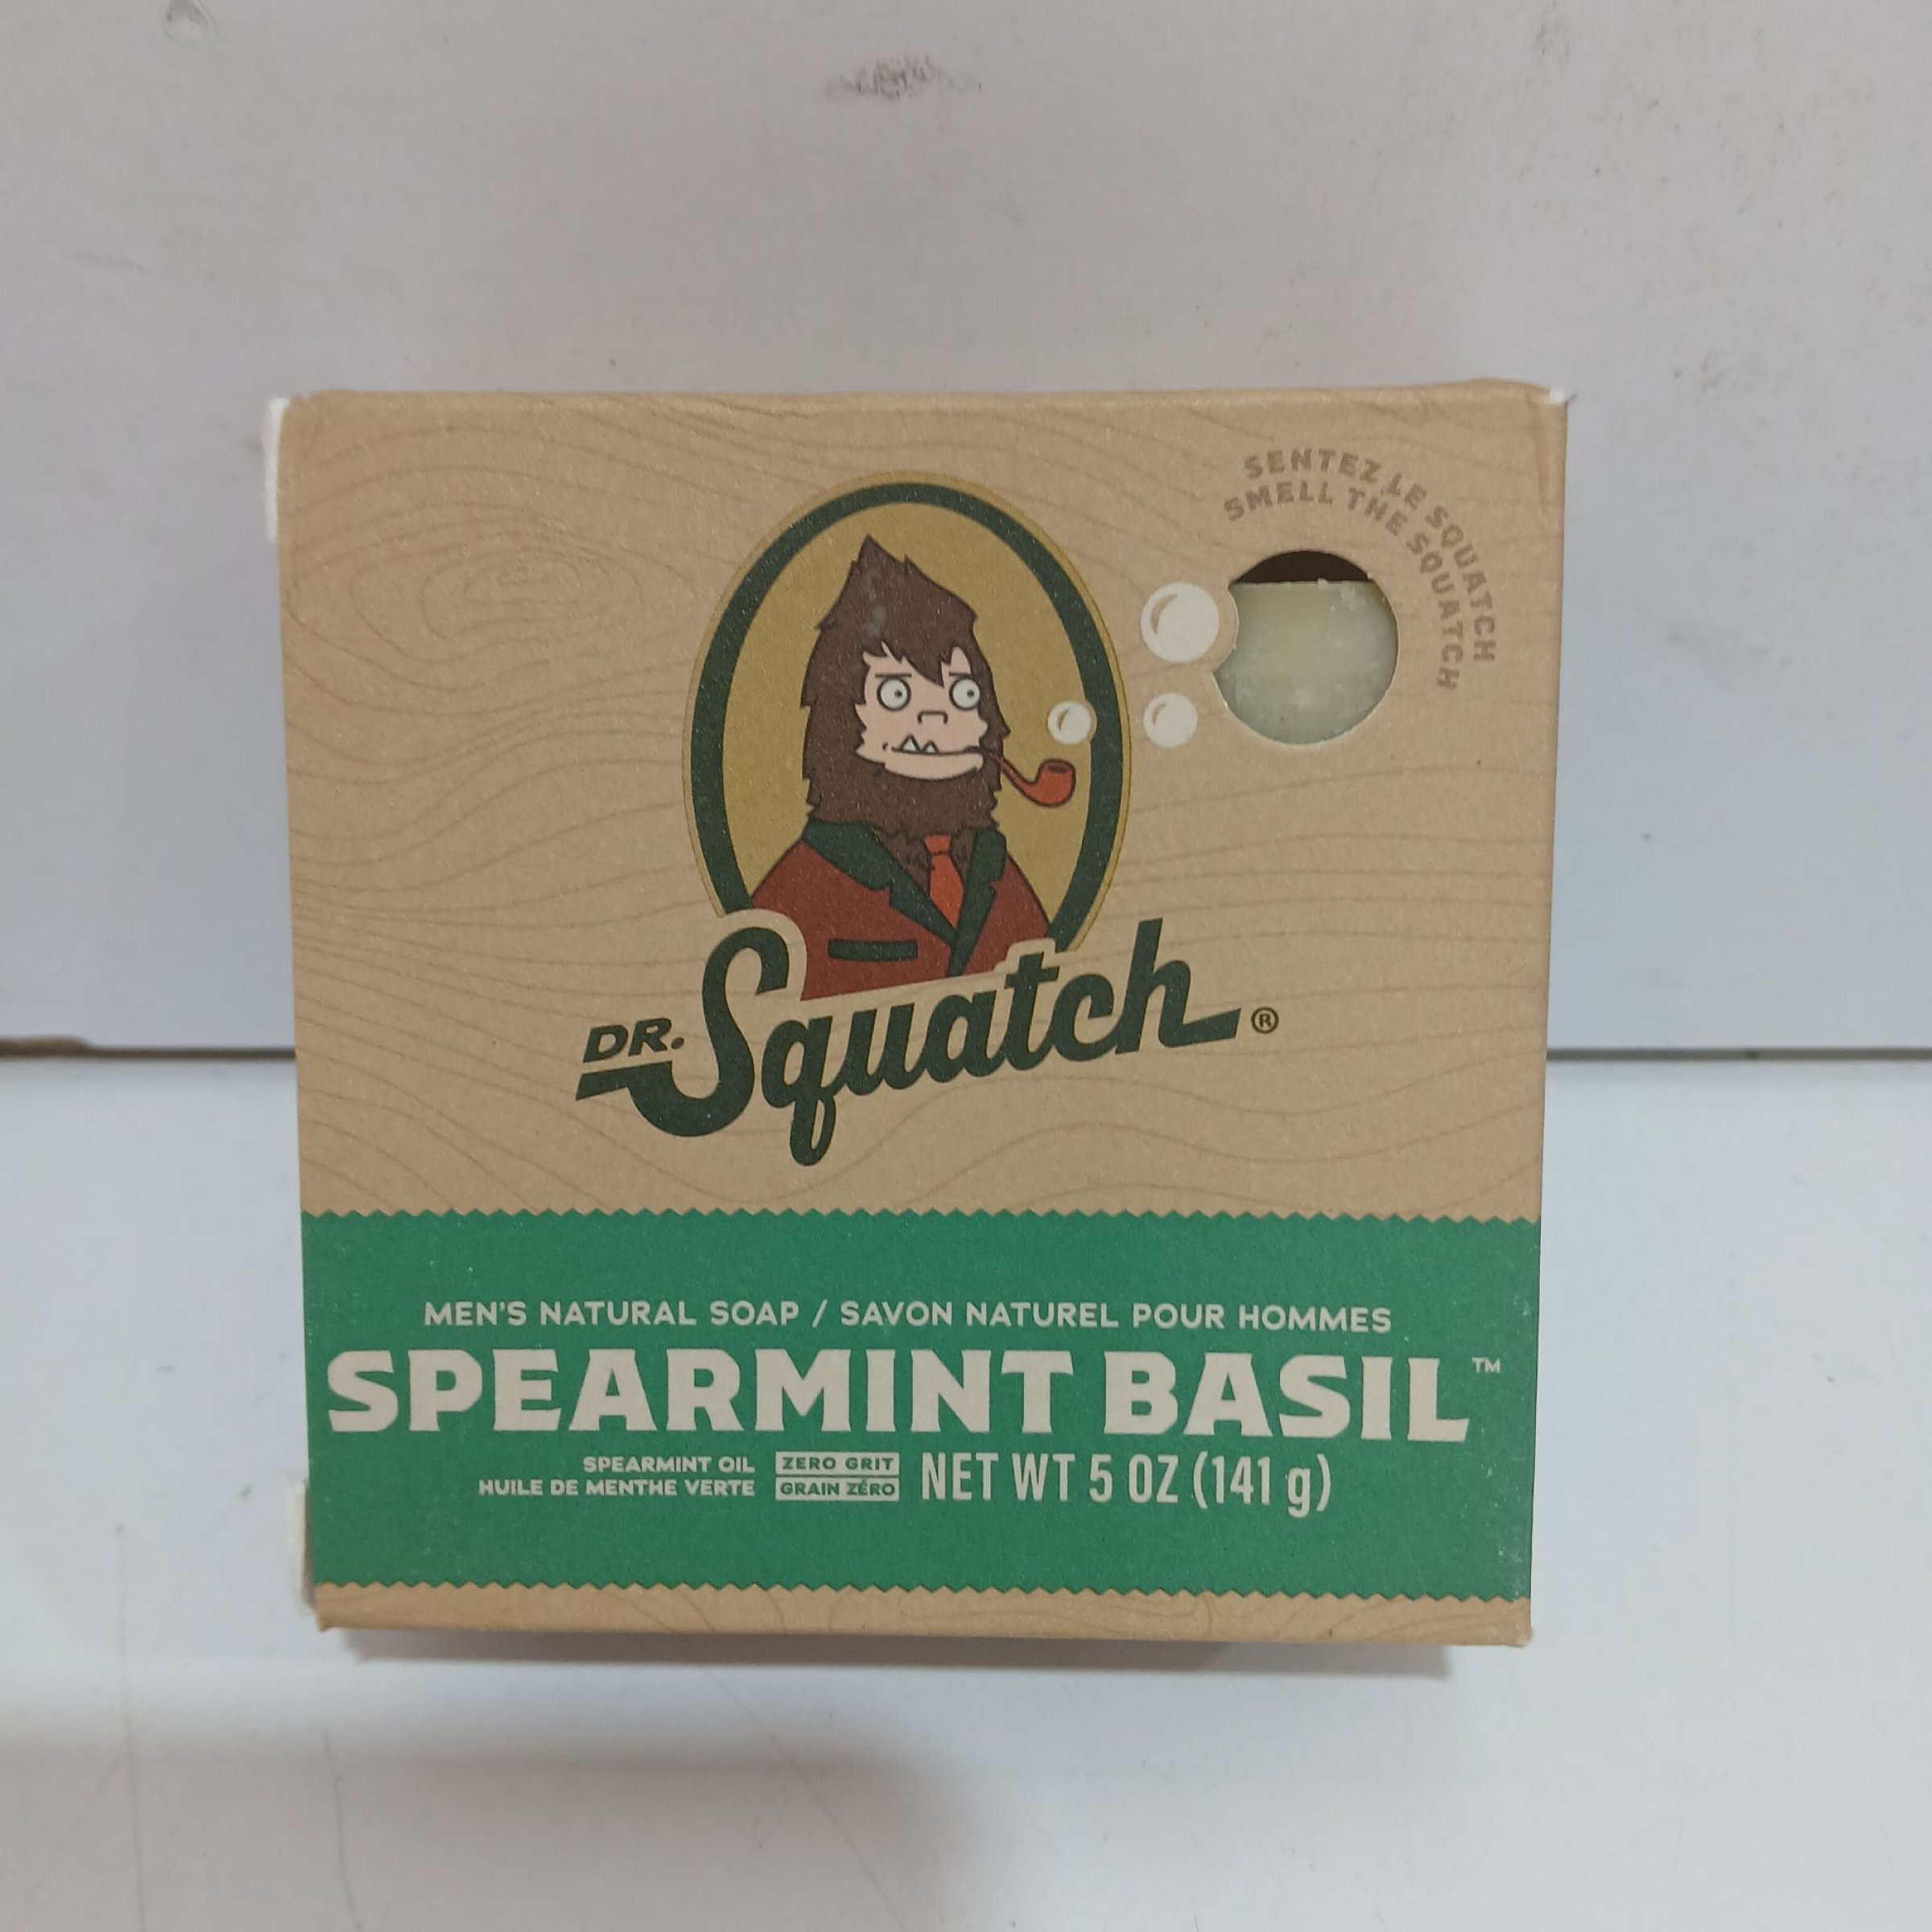 SENTEZ LE SQUATCH
SMELL THE SQUATCH
DR. Squatch®
MEN'S NATURAL SOAP / SAVON NATUREL POUR HOMMES
SPEARMINT BASIL™
SPEARMINT OIL
HUILE DE MENTHE VERTE
ZERO GRIT
GRAIN ZÉRO
NET WT 5 OZ (141 g)